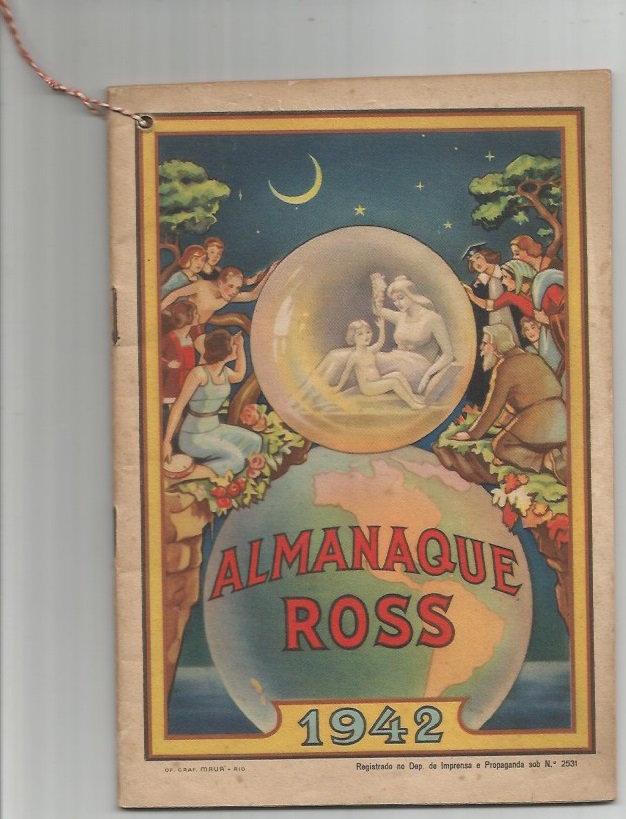 ALMANAQUE
ROSS
1942
OF. GRAF. MAUÁ - RIO
Registrado no Dep. de Imprensa e Propaganda sob N.º 2531